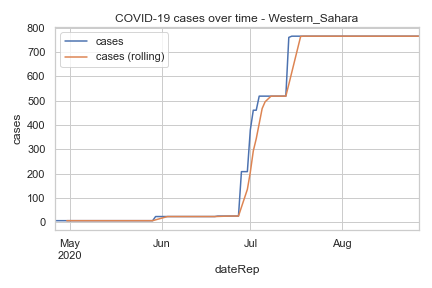 COVID-19 cases over time - Western_Sahara
800
700
600
500
400
300
200
100
0
cases
cases (rolling)
cases
May
2020
Jun
Jul
Aug
dateRep